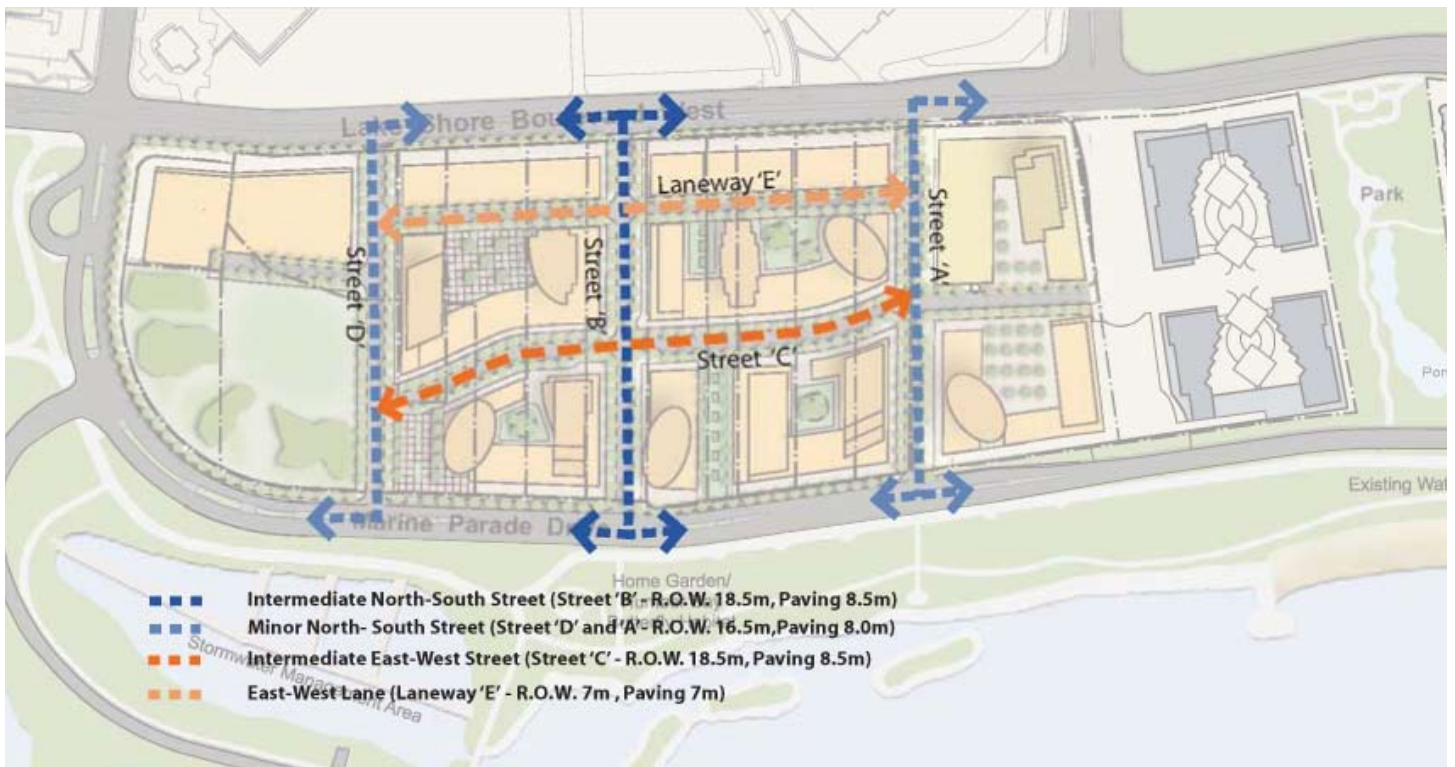 Lake Shore Boulevard West
Laneway 'E'
Street 'A'
Street 'B'
Street 'D'
Street 'C'
Park
Marine Parade
Existing
Home Garden/
Intermediate North-South Street (Street 'B' - R.O.W. 18.5m, Paving 8.5m)
Minor North- South Street (Street 'D' and 'A'- R.O.W. 16.5m,Paving 8.0m)
Intermediate East-West Street (Street 'C' - R.O.W. 18.5m, Paving 8.5m)
East-West Lane (Laneway 'E' - R.O.W. 7m , Paving 7m)
Stormwater Management Area